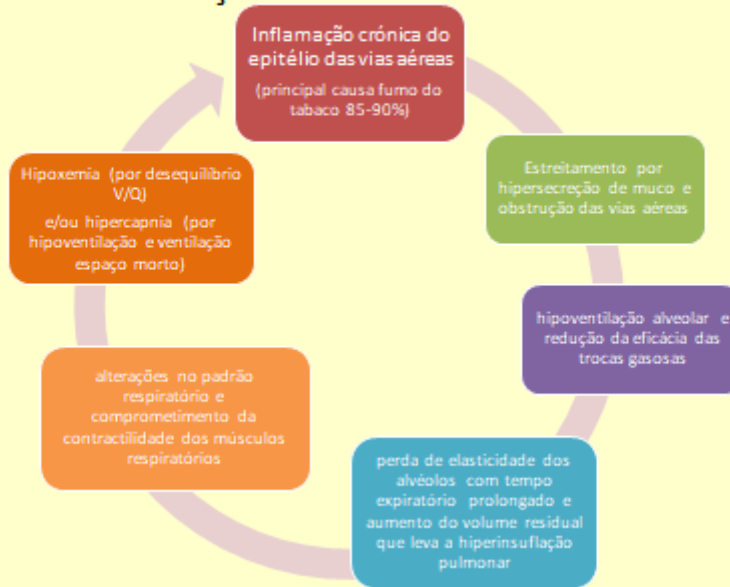 Inflamação crónica do
epitélio das vias aéreas
(principal causa fumo do
tabaco 85-90%)
Estreitamento por
hipersecreção de muco e
obstrução das vias aéreas
hipoventilação alveolar e
redução da eficácia das
trocas gasosas
perda de elasticidade dos
alvéolos com tempo
expiratório prolongado e
aumento do volume residual
que leva a hiperinsuflação
pulmonar
alterações no padrão
respiratório e
comprometimento da
contractilidade dos músculos
respiratórios
Hipoxemia (por desequilíbrio
V/Q)
e/ou hipercapnia (por
hipoventilação e ventilação
espaço morto)